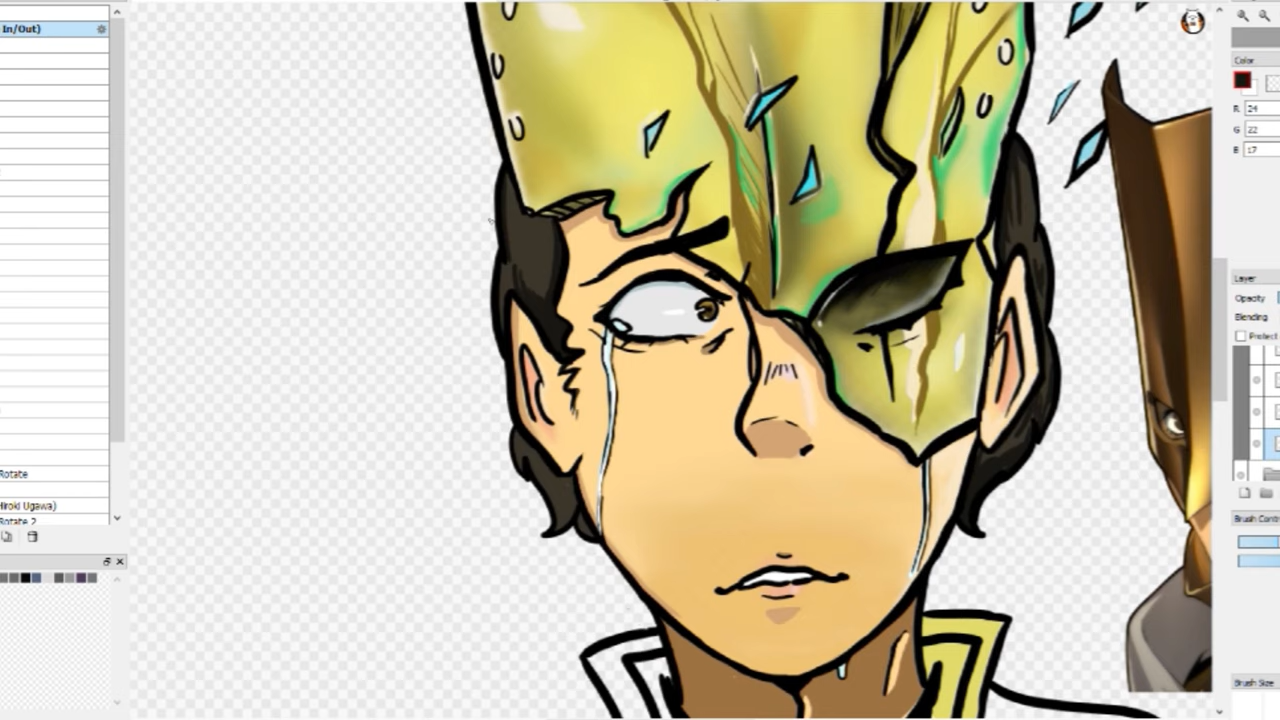 In/Out)
Rotate
Hiroki Ugawa)
Rotate 2
Color
R 24
G 22
B 17
Layer
Opacity
Blending
Protect
Brush Contr
Brush Size